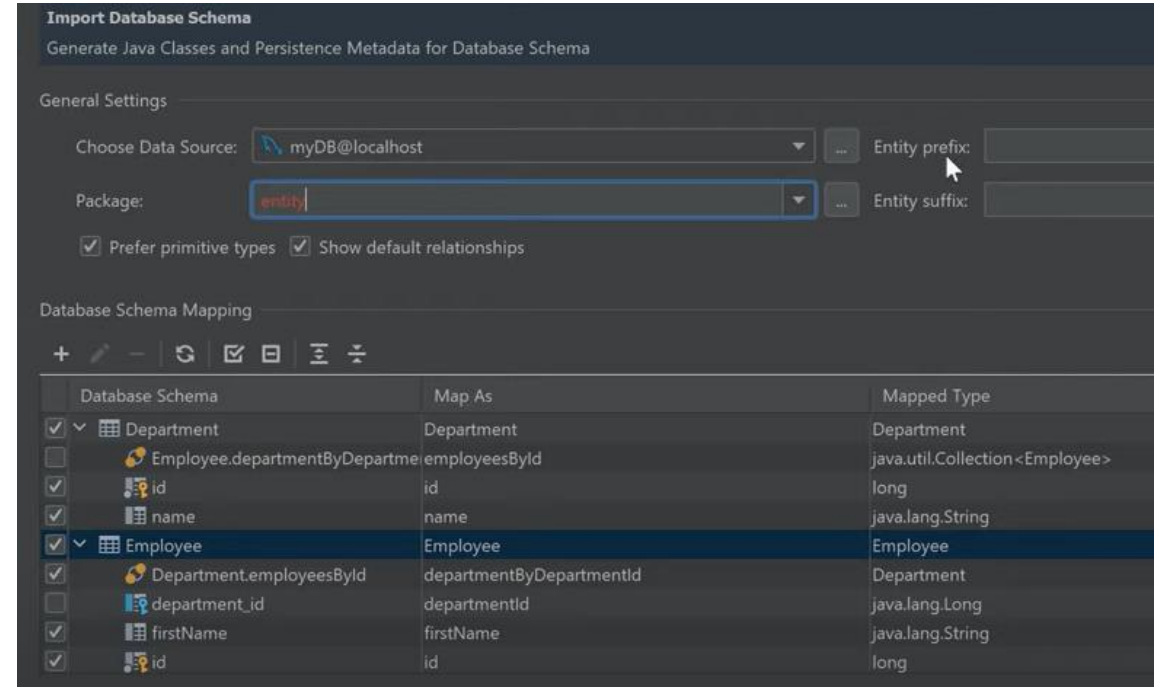 Import Database Schema
Generate Java Classes and Persistence Metadata for Database Schema
General Settings
Choose Data Source: myDB@localhost ... Entity prefix:
Package: entity ... Entity suffix:
Prefer primitive types Show default relationships
Database Schema Mapping
Database Schema Map As Mapped Type
Department Department Department
Employee.departmentByDepartme employeesById java.util.Collection<Employee>
id id long
name name java.lang.String
Employee Employee Employee
Department.employeesById departmentByDepartmentId Department
department_id departmentId java.lang.Long
firstName firstName java.lang.String
id id long